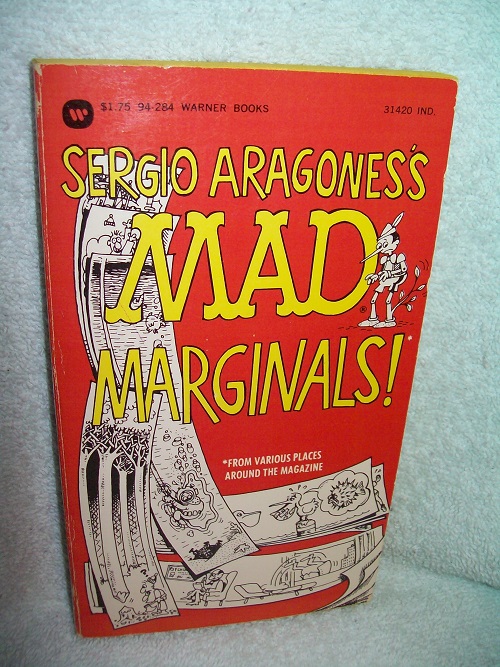 $1.75 94-284 WARNER BOOKS 31420 IND.
SERGIO ARAGONES'S
MAD®
MARGINALS!*
*FROM VARIOUS PLACES
AROUND THE MAGAZINE